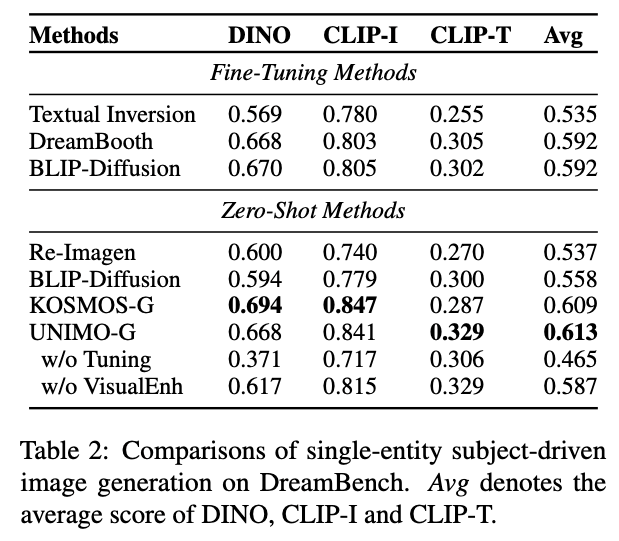 Methods DINO CLIP-I CLIP-T Avg
Fine-Tuning Methods
Textual Inversion 0.569 0.780 0.255 0.535
DreamBooth 0.668 0.803 0.305 0.592
BLIP-Diffusion 0.670 0.805 0.302 0.592
Zero-Shot Methods
Re-Imagen 0.600 0.740 0.270 0.537
BLIP-Diffusion 0.594 0.779 0.300 0.558
KOSMOS-G 0.694 0.847 0.287 0.609
UNIMO-G 0.668 0.841 0.329 0.613
w/o Tuning 0.371 0.717 0.306 0.465
w/o VisualEnh 0.617 0.815 0.329 0.587
Table 2: Comparisons of single-entity subject-driven
image generation on DreamBench. Avg denotes the
average score of DINO, CLIP-I and CLIP-T.